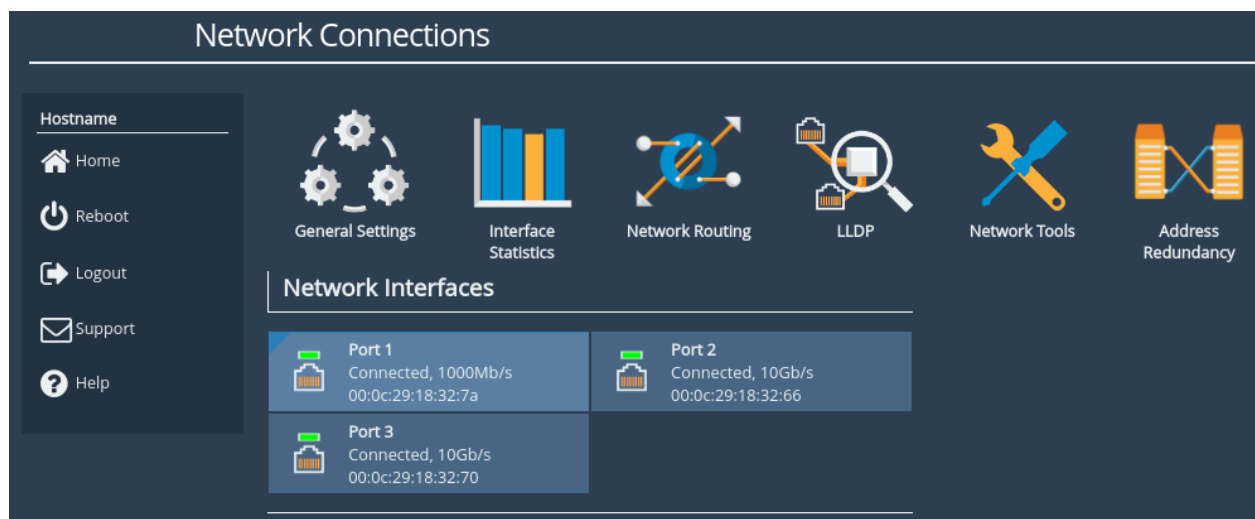 Network Connections
Hostname
Home
Reboot
Logout
Support
Help
General Settings
Interface
Statistics
Network Routing
LLDP
Network Tools
Address
Redundancy
Network Interfaces
Port 1
Connected, 1000Mb/s
00:0c:29:18:32:7a
Port 2
Connected, 10Gb/s
00:0c:29:18:32:66
Port 3
Connected, 10Gb/s
00:0c:29:18:32:70